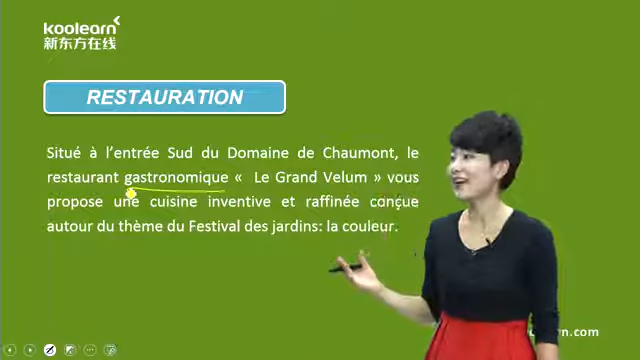 koolearn
新东方在线
RESTAURATION
Situé à l'entrée Sud du Domaine de Chaumont, le
restaurant gastronomique « Le Grand Velum » vous
propose une cuisine inventive et raffinée conçue
autour du thème du Festival des jardins: la couleur.